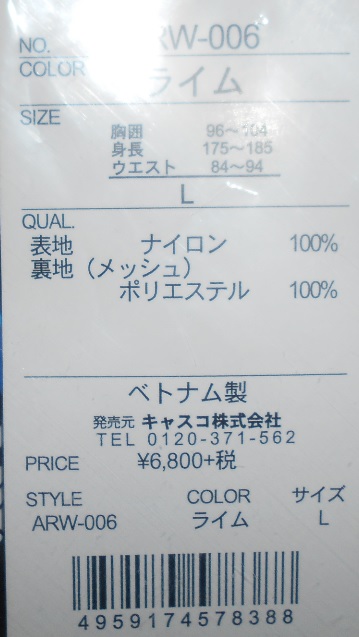 NO. ARW-006
COLOR ライム
SIZE
胸囲 96～104
身長 175～185
ウエスト 84～94
L
QUAL.
表地 ナイロン 100%
裏地（メッシュ）
ポリエステル 100%
ベトナム製
発売元 キャスコ株式会社
TEL 0120-371-562
PRICE ¥6,800+税
STYLE COLOR サイズ
ARW-006 ライム L
4959174578388